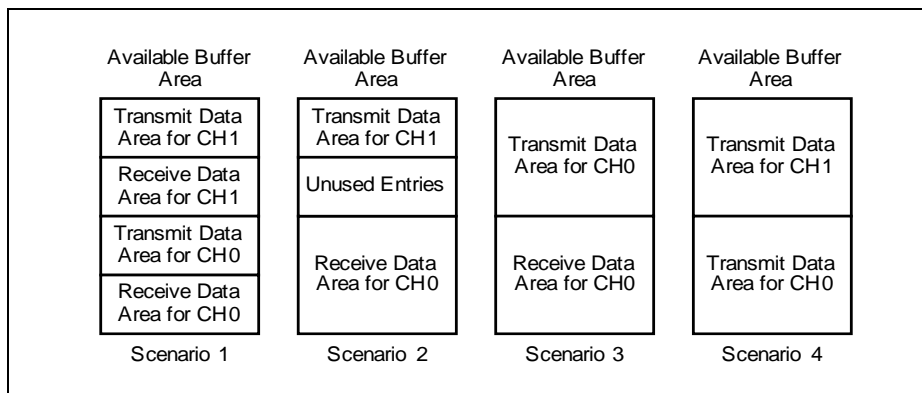 Available Buffer
Area
Transmit Data
Area for CH1
Receive Data
Area for CH1
Transmit Data
Area for CH0
Receive Data
Area for CH0
Scenario 1
Available Buffer
Area
Transmit Data
Area for CH1
Unused Entries
Receive Data
Area for CH0
Scenario 2
Available Buffer
Area
Transmit Data
Area for CH0
Receive Data
Area for CH0
Scenario 3
Available Buffer
Area
Transmit Data
Area for CH1
Transmit Data
Area for CH0
Scenario 4